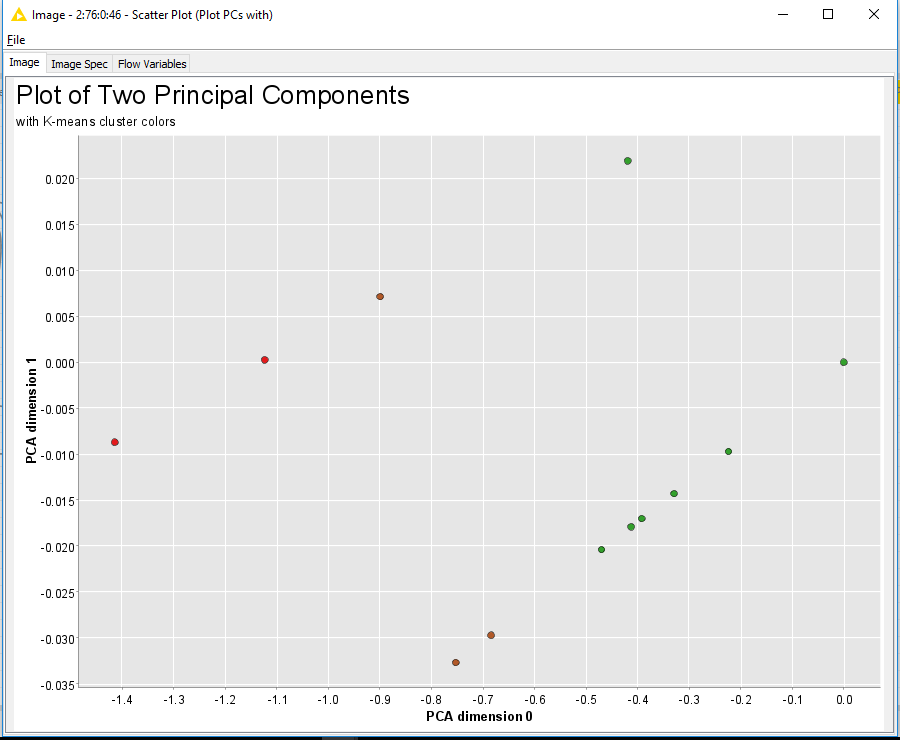 Image - 2:76:0:46 - Scatter Plot (Plot PCs with)
File
Image Image Spec Flow Variables
Plot of Two Principal Components
with K-means cluster colors
0.020
0.015
0.010
0.005
0.000
-0.005
-0.010
-0.015
-0.020
-0.025
-0.030
-0.035
PCA dimension 1
-1.4 -1.3 -1.2 -1.1 -1.0 -0.9 -0.8 -0.7 -0.6 -0.5 -0.4 -0.3 -0.2 -0.1 0.0
PCA dimension 0